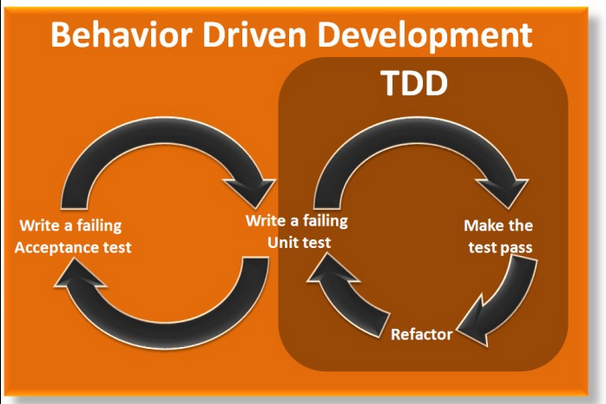 Behavior Driven Development
TDD
Write a failing
Acceptance test
Write a failing
Unit test
Make the
test pass
Refactor